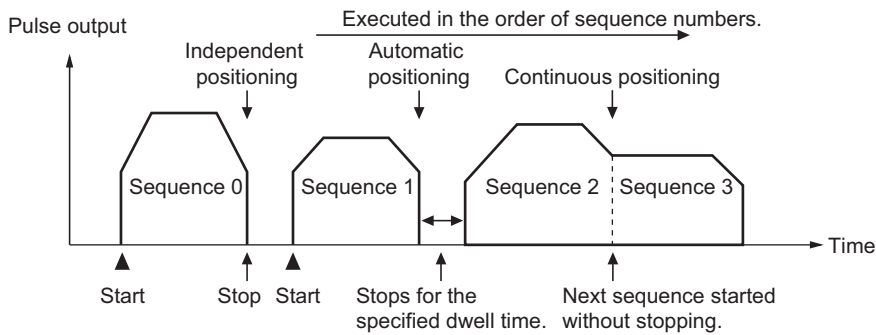 Executed in the order of sequence numbers.
Pulse output
Independent
positioning
Automatic
positioning
Continuous positioning
Sequence 0
Sequence 1
Sequence 2
Sequence 3
Time
Start
Stop
Start
Stops for the
specified dwell time.
Next sequence started
without stopping.